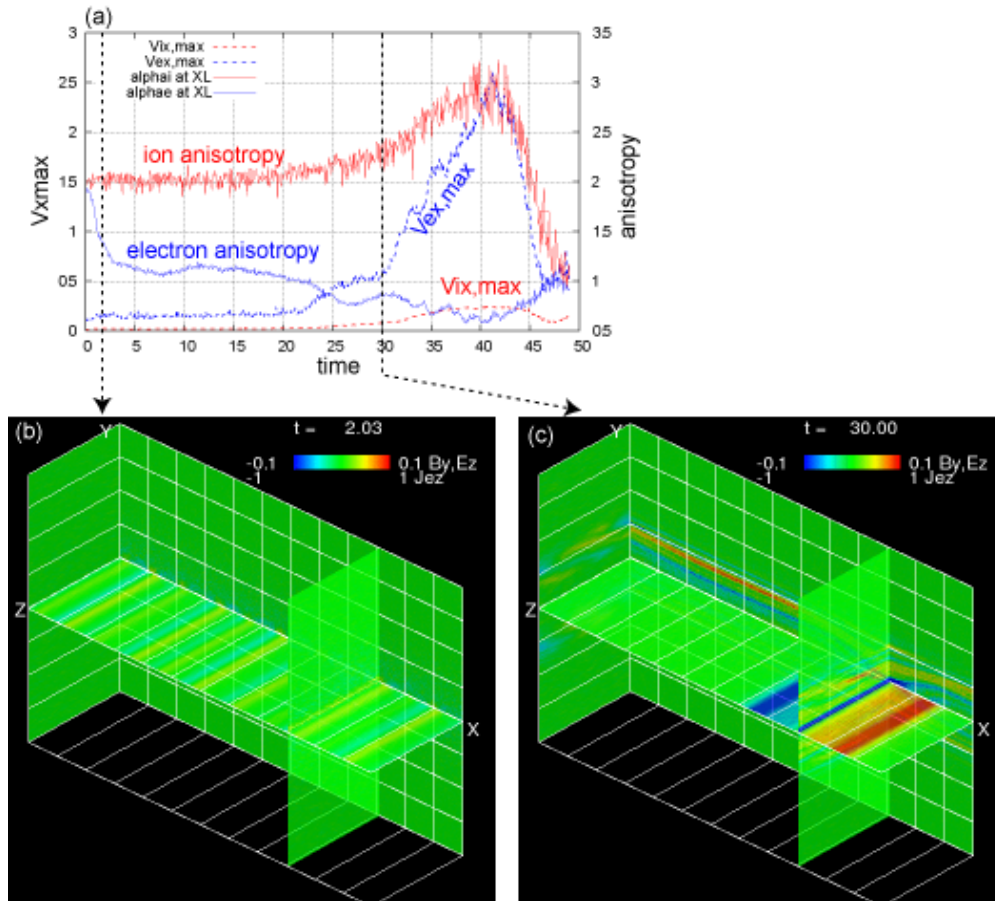 (a)
3
25
2
15
1
05
0
Vxmax
Vix,max
Vex,max
alphai at XL
alphae at XL
ion anisotropy
electron anisotropy
Vex,max
Vix,max
35
3
25
2
15
1
05
anisotropy
0 5 10 15 20 25 30 35 40 45 50
time
(b)
Y
t = 2.03
-0.1 0.1 By,Ez
-1 1 Jez
Z
X
(c)
Y
t = 30.00
-0.1 0.1 By,Ez
-1 1 Jez
Z
X